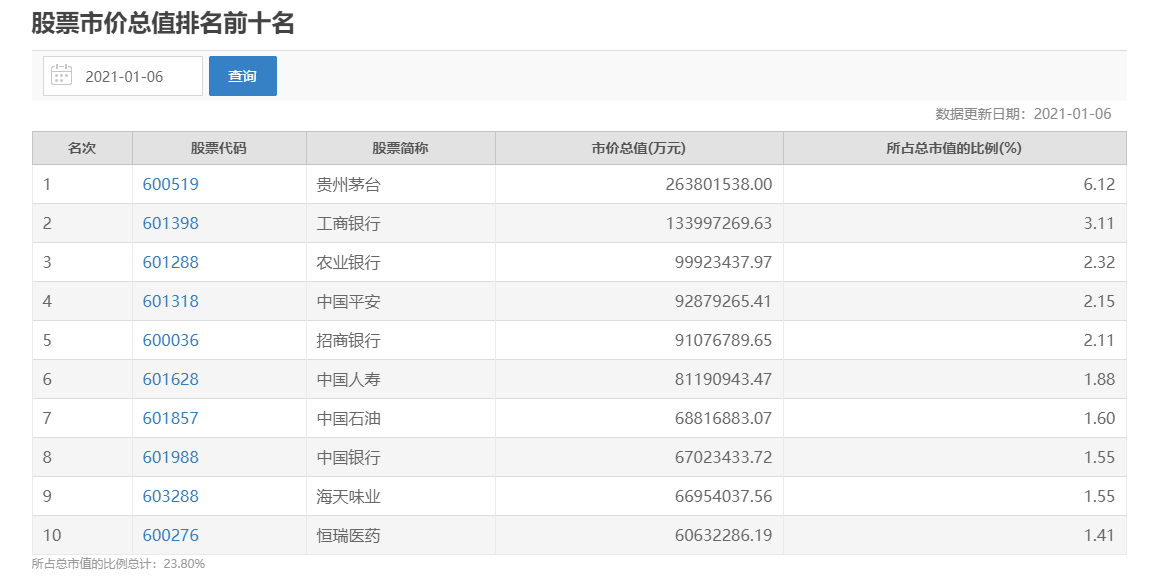 股票市价总值排名前十名
2021-01-06 查询
数据更新日期：2021-01-06
名次 股票代码 股票简称 市价总值(万元) 所占总市值的比例(%)
1 600519 贵州茅台 263801538.00 6.12
2 601398 工商银行 133997269.63 3.11
3 601288 农业银行 99923437.97 2.32
4 601318 中国平安 92879265.41 2.15
5 600036 招商银行 91076789.65 2.11
6 601628 中国人寿 81190943.47 1.88
7 601857 中国石油 68816883.07 1.60
8 601988 中国银行 67023433.72 1.55
9 603288 海天味业 66954037.56 1.55
10 600276 恒瑞医药 60632286.19 1.41
所占总市值的比例总计：23.80%